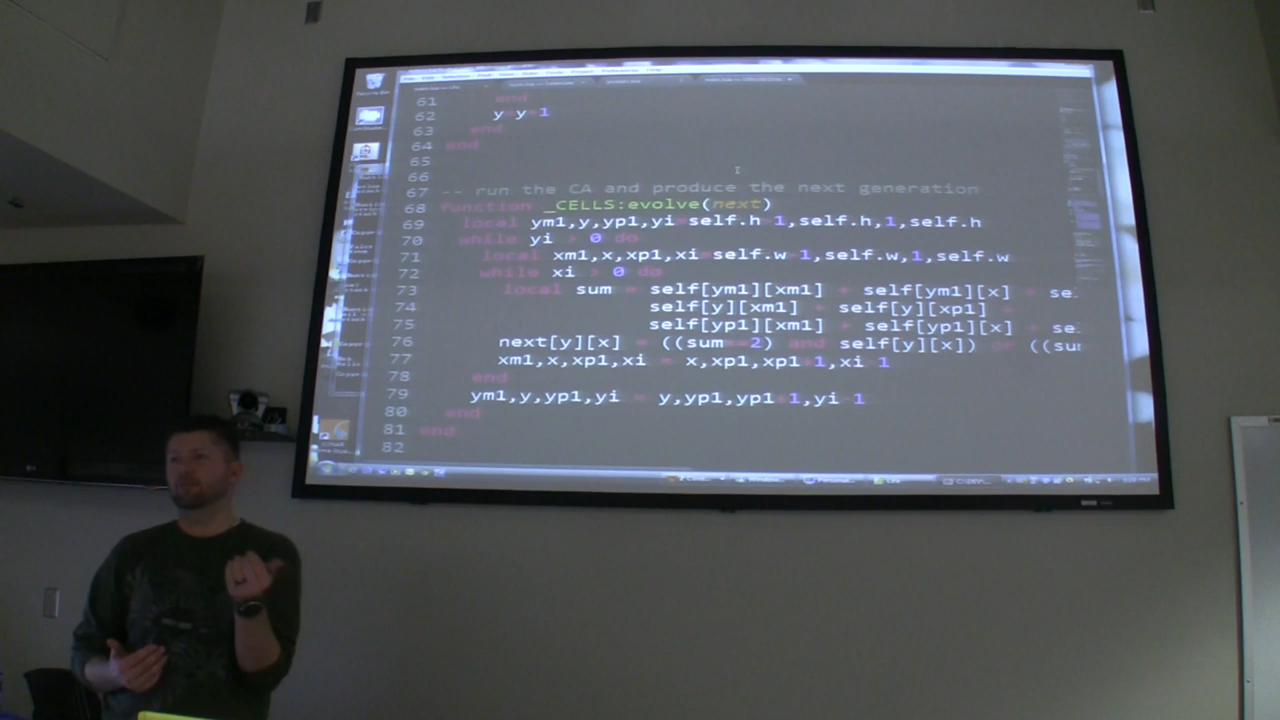 61 end
62 y y-1
63 end
64 end
65
66
67 -- run the CA and produce the next generation
68 function _CELLS:evolve(next)
69 local ym1,y,yp1,yi=self.h-1,self.h,1,self.h
70 while yi > 0 do
71 local xm1,x,xp1,xi=self.w-1,self.w,1,self.w
72 while xi > 0 do
73 local sum = self[ym1][xm1] + self[ym1][x] + se
74 self[y][xm1] + self[y][xp1] +
75 self[yp1][xm1] + self[yp1][x] + se
76 next[y][x] = ((sum==2) and self[y][x]) or ((su
77 xm1,x,xp1,xi = x,xp1,xp1+1,xi-1
78 end
79 ym1,y,yp1,yi = y,yp1,yp1+1,yi-1
80 end
81 end
82